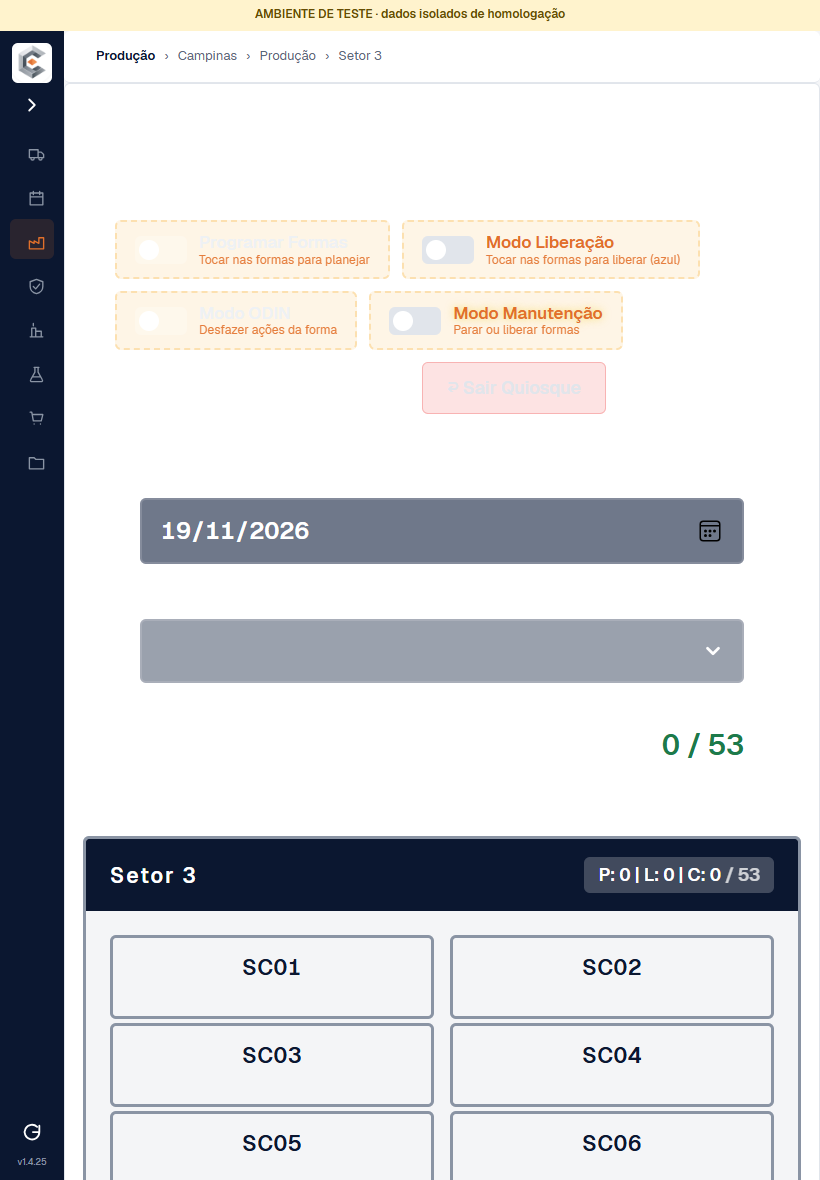 AMBIENTE DE TESTE · dados isolados de homologação
Produção › Campinas › Produção › Setor 3
Programar Formas
Tocar nas formas para planejar
Modo Liberação
Tocar nas formas para liberar (azul)
Modo ODIN
Desfazer ações da forma
Modo Manutenção
Parar ou liberar formas
Sair Quiosque
19/11/2026
0 / 53
Setor 3
P: 0 | L: 0 | C: 0 / 53
SC01
SC02
SC03
SC04
SC05
SC06
v1.4.25